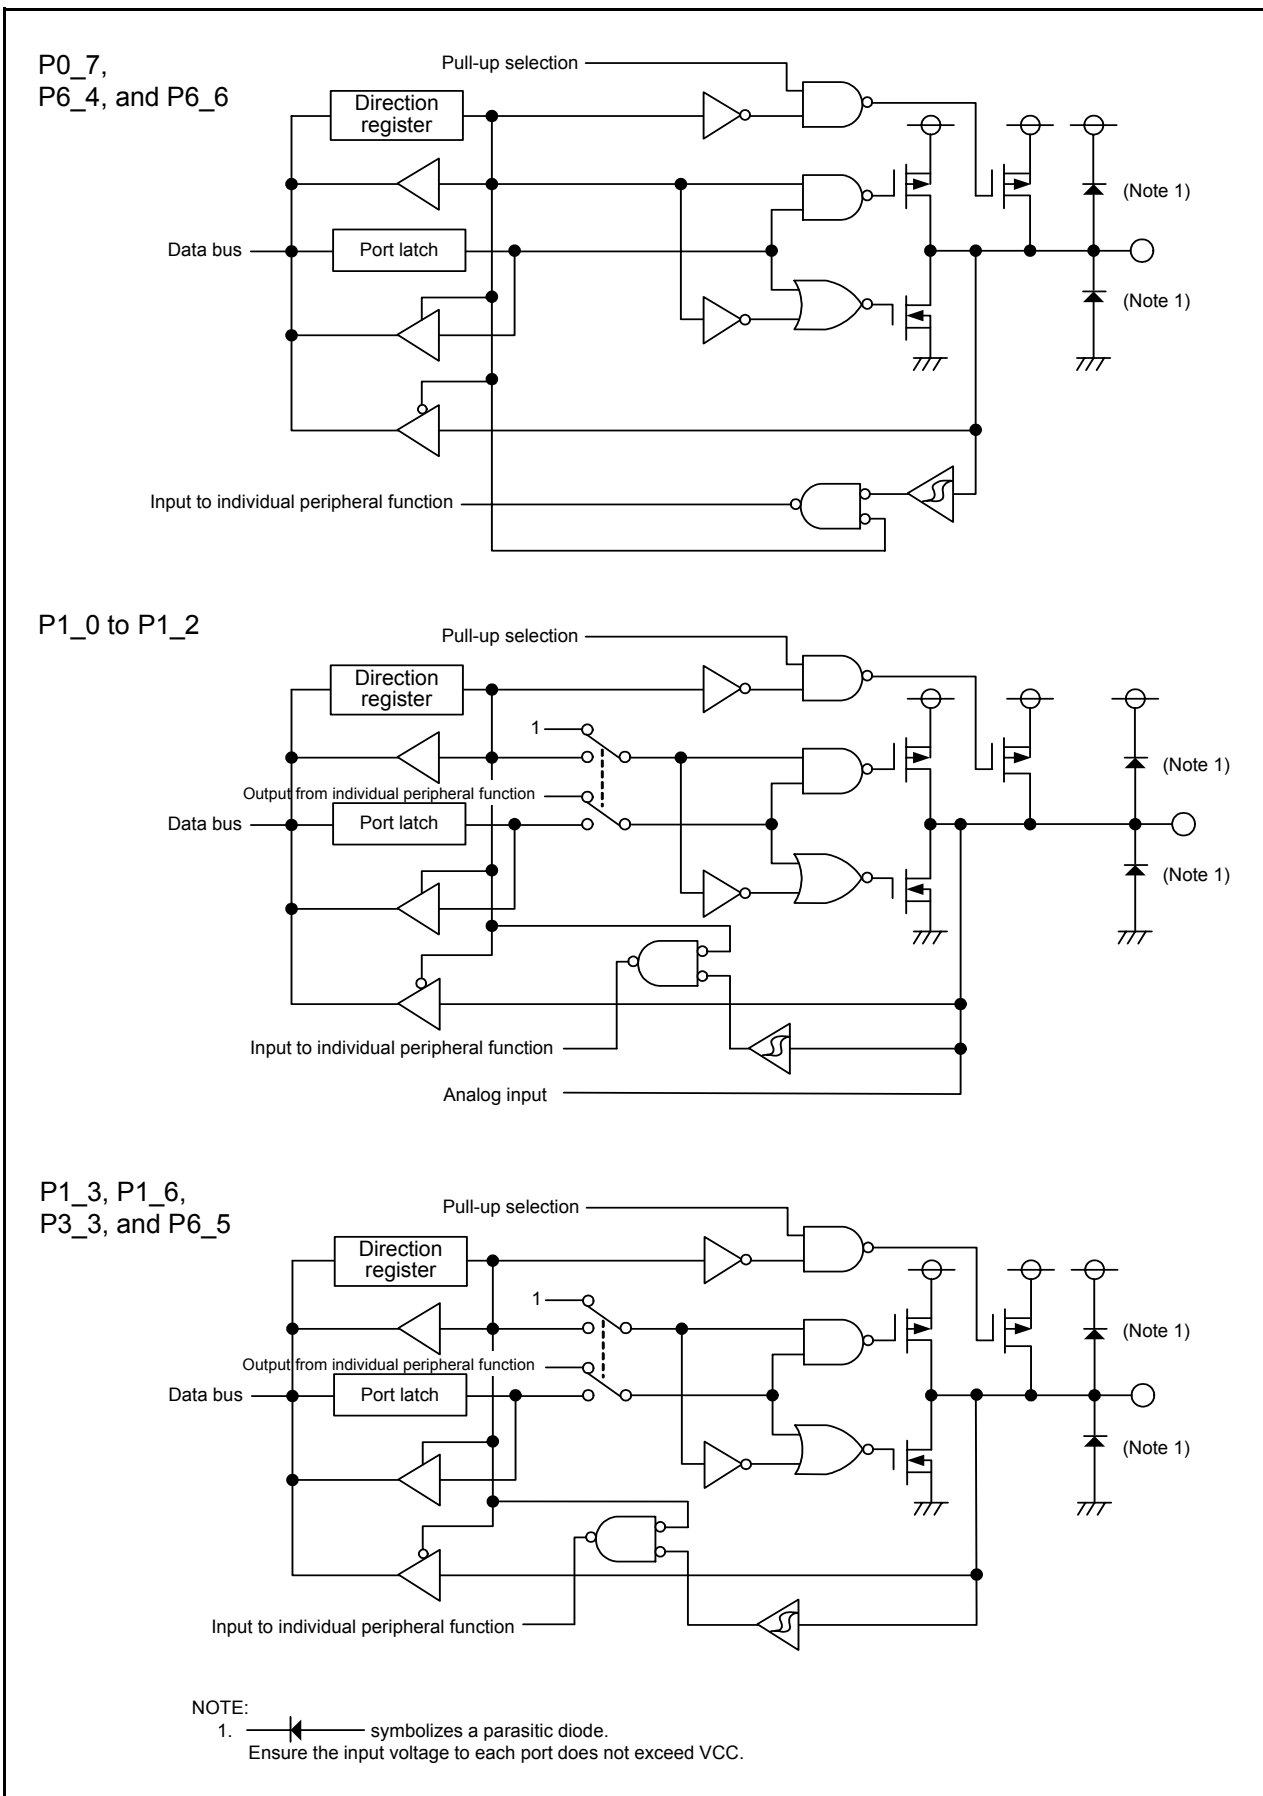 P0_7,
P6_4, and P6_6
Pull-up selection
Direction
register
(Note 1)
Data bus
Port latch
(Note 1)
Input to individual peripheral function
P1_0 to P1_2
Pull-up selection
Direction
register
1
(Note 1)
Output from individual peripheral function
Data bus
Port latch
(Note 1)
Input to individual peripheral function
Analog input
P1_3, P1_6,
P3_3, and P6_5
Pull-up selection
Direction
register
1
(Note 1)
Output from individual peripheral function
Data bus
Port latch
(Note 1)
Input to individual peripheral function
NOTE:
1. symbolizes a parasitic diode.
Ensure the input voltage to each port does not exceed VCC.